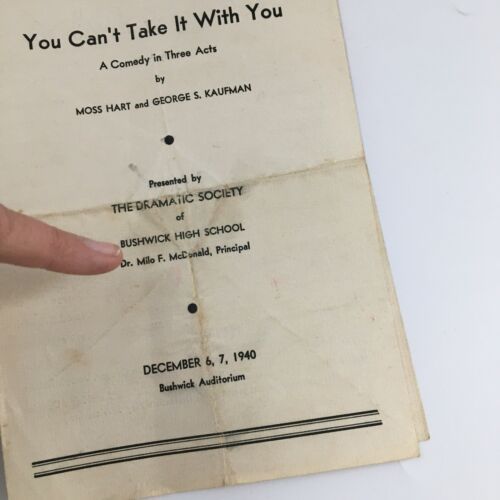 You Can't Take It With You
A Comedy in Three Acts
by
MOSS HART and GEORGE S. KAUFMAN
Presented by
THE DRAMATIC SOCIETY
of
BUSHWICK HIGH SCHOOL
Dr. Milo F. McDonald, Principal
DECEMBER 6, 7, 1940
Bushwick Auditorium